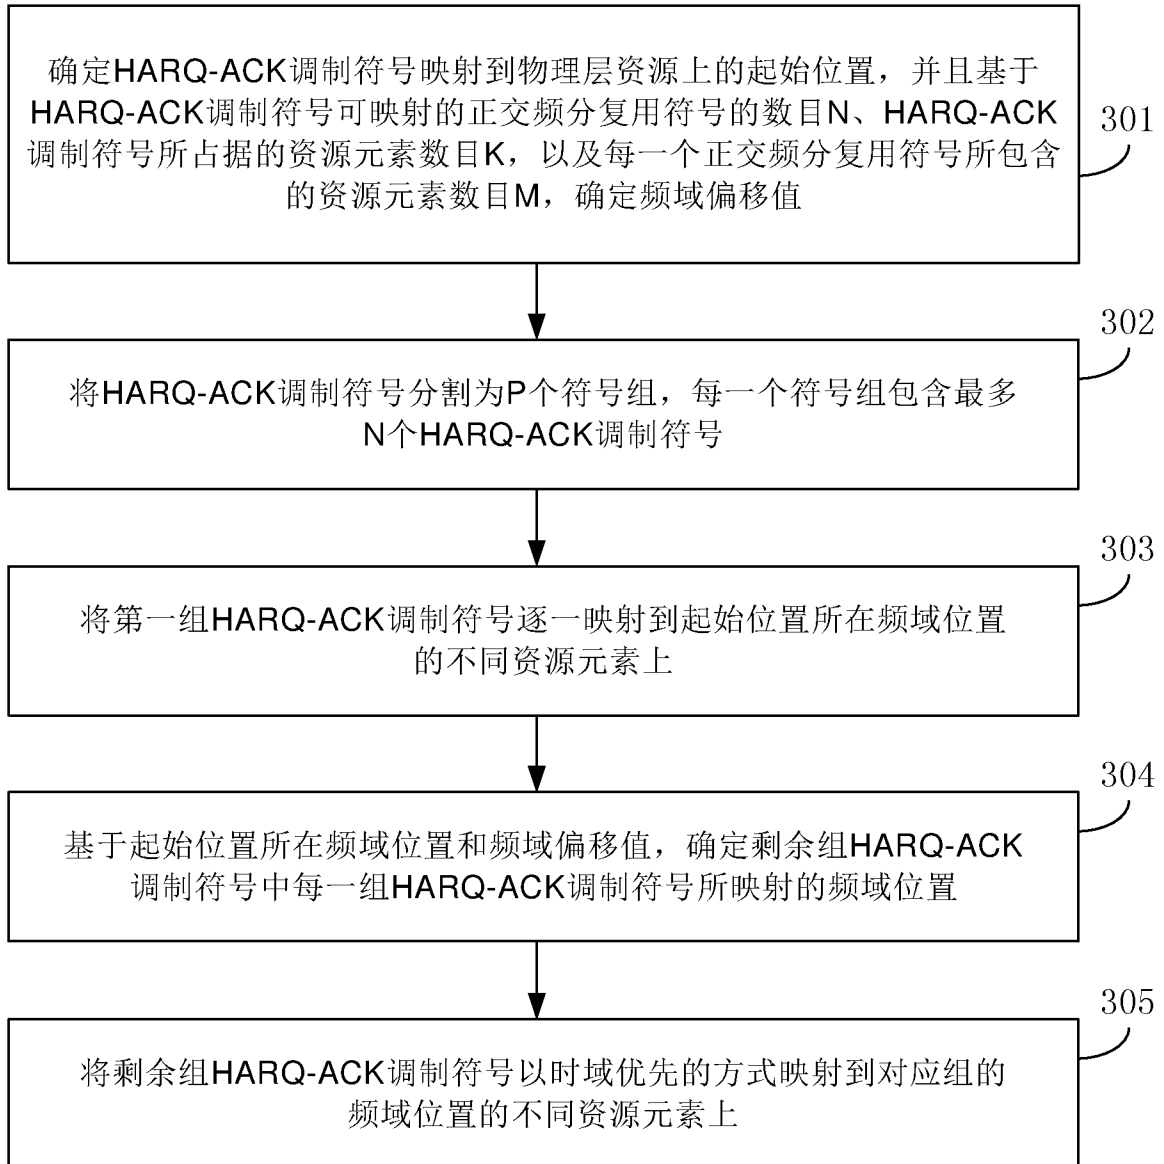 确定HARQ-ACK调制符号映射到物理层资源上的起始位置，并且基于
HARQ-ACK调制符号可映射的正交频分复用符号的数目N、HARQ-ACK
调制符号所占据的资源元素数目K，以及每一个正交频分复用符号所包含
的资源元素数目M，确定频域偏移值
301
302
将HARQ-ACK调制符号分割为P个符号组，每一个符号组包含最多
N个HARQ-ACK调制符号
303
将第一组HARQ-ACK调制符号逐一映射到起始位置所在频域位置
的不同资源元素上
304
基于起始位置所在频域位置和频域偏移值，确定剩余组HARQ-ACK
调制符号中每一组HARQ-ACK调制符号所映射的频域位置
305
将剩余组HARQ-ACK调制符号以时域优先的方式映射到对应组的
频域位置的不同资源元素上